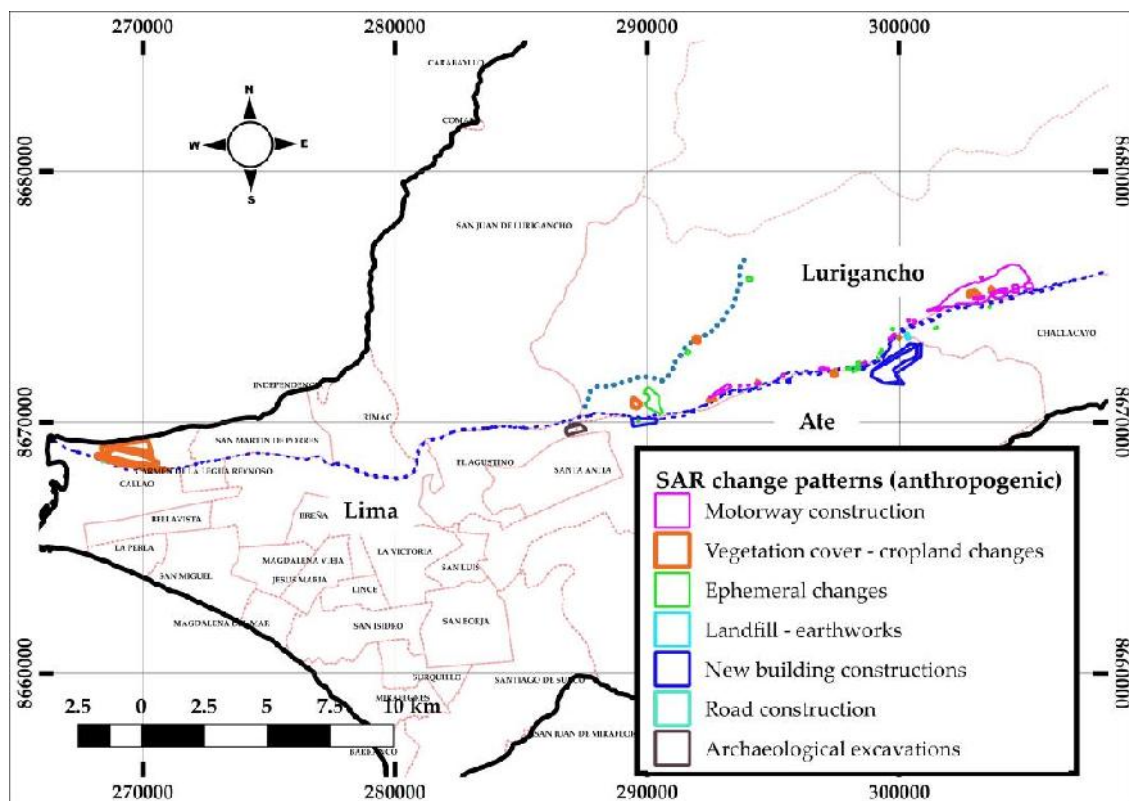 270000 280000 290000 300000
CARABAYLLO
N
COMAS
W E
S
8680000 8680000
SAN JUAN DE LURIGANCHO
Lurigancho
CHALLACAYO
INDEPENDENC
RIMAC
8670000 8670000
SAN MARTIN DE PORRES
Ate
CARMEN DE LA LEGUA REYNOSO
CALLAO
EL AGUSTINO
SANTA ANITA
BELLAVISTA
BREÑA
Lima
LA PERLA
LA VICTORIA
MAGDALENA VIEJA
SAN LUIS
SAN MIGUEL
JESUS MARIA
LINCE
MAGDALENA DEL MAR
SAN ISIDRO
SAN BORJA
SURQUILLO
SANTIAGO DE SURCO
MIRAFLORES
8660000 8660000
2.5 0 2.5 5 7.5 10 km
SAN JUAN DE MIRAFLOR
BARRANCO
SAR change patterns (anthropogenic)
Motorway construction
Vegetation cover - cropland changes
Ephemeral changes
Landfill - earthworks
New building constructions
Road construction
Archaeological excavations
270000 280000 290000 300000